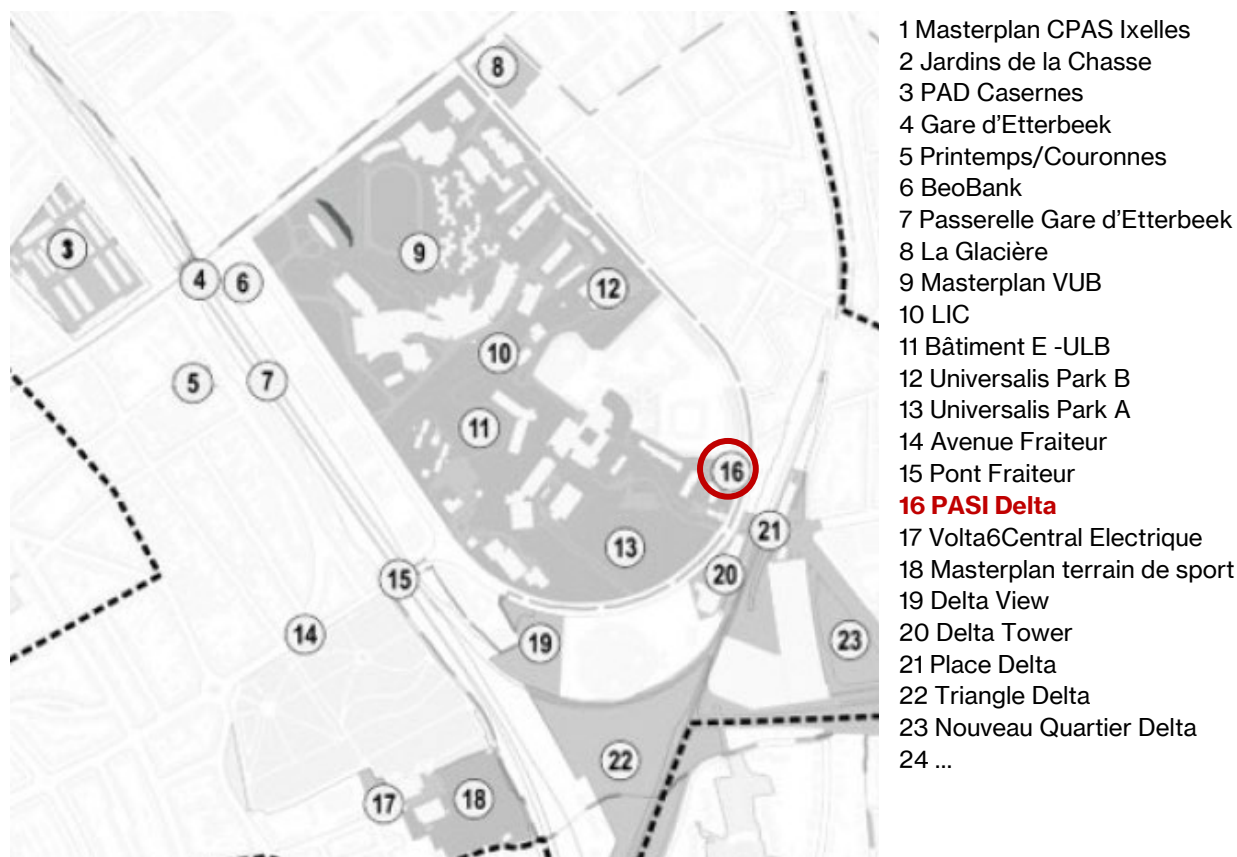 8
3
9
4
6
12
10
5
7
11
16
21
13
15
20
14
19
23
22
17
18
1 Masterplan CPAS Ixelles
2 Jardins de la Chasse
3 PAD Casernes
4 Gare d’Etterbeek
5 Printemps/Couronnes
6 BeoBank
7 Passerelle Gare d’Etterbeek
8 La Glacière
9 Masterplan VUB
10 LIC
11 Bâtiment E -ULB
12 Universalis Park B
13 Universalis Park A
14 Avenue Fraiteur
15 Pont Fraiteur
16 PASI Delta
17 Volta6Central Electrique
18 Masterplan terrain de sport
19 Delta View
20 Delta Tower
21 Place Delta
22 Triangle Delta
23 Nouveau Quartier Delta
24 ...